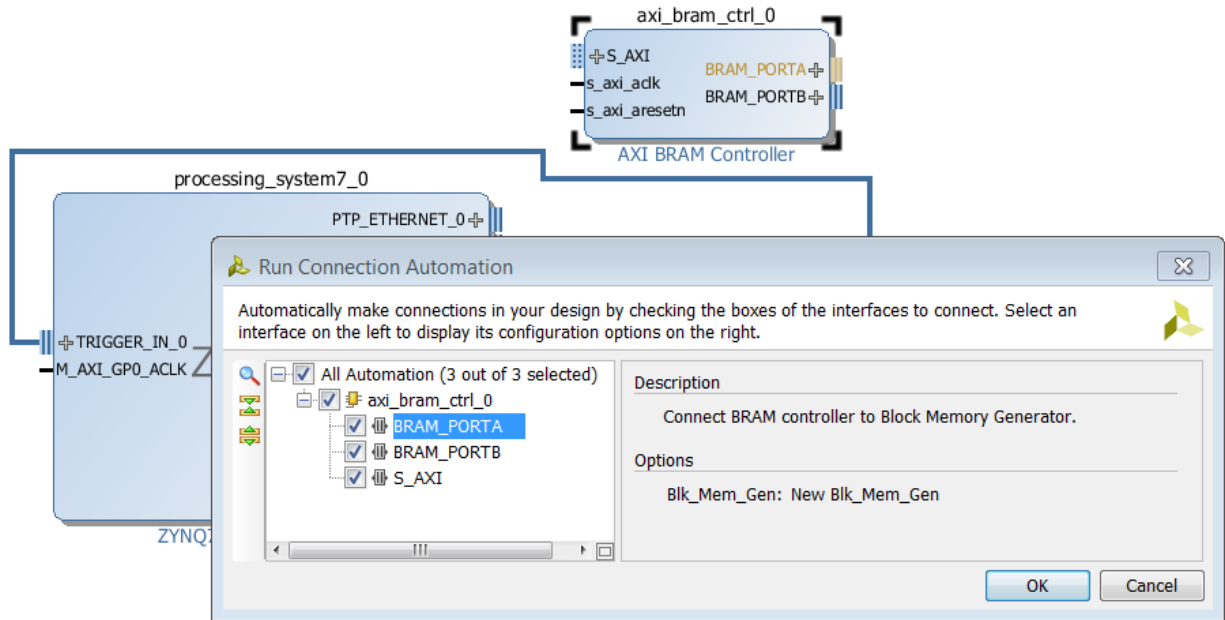 axi_bram_ctrl_0
S_AXI
BRAM_PORTA
s_axi_aclk
BRAM_PORTB
s_axi_aresetn
AXI BRAM Controller
processing_system7_0
PTP_ETHERNET_0
TRIGGER_IN_0
M_AXI_GP0_ACLK
Run Connection Automation
Automatically make connections in your design by checking the boxes of the interfaces to connect. Select an
interface on the left to display its configuration options on the right.
All Automation (3 out of 3 selected)
axi_bram_ctrl_0
BRAM_PORTA
BRAM_PORTB
S_AXI
Description
Connect BRAM controller to Block Memory Generator.
Options
Blk_Mem_Gen: New Blk_Mem_Gen
OK
Cancel